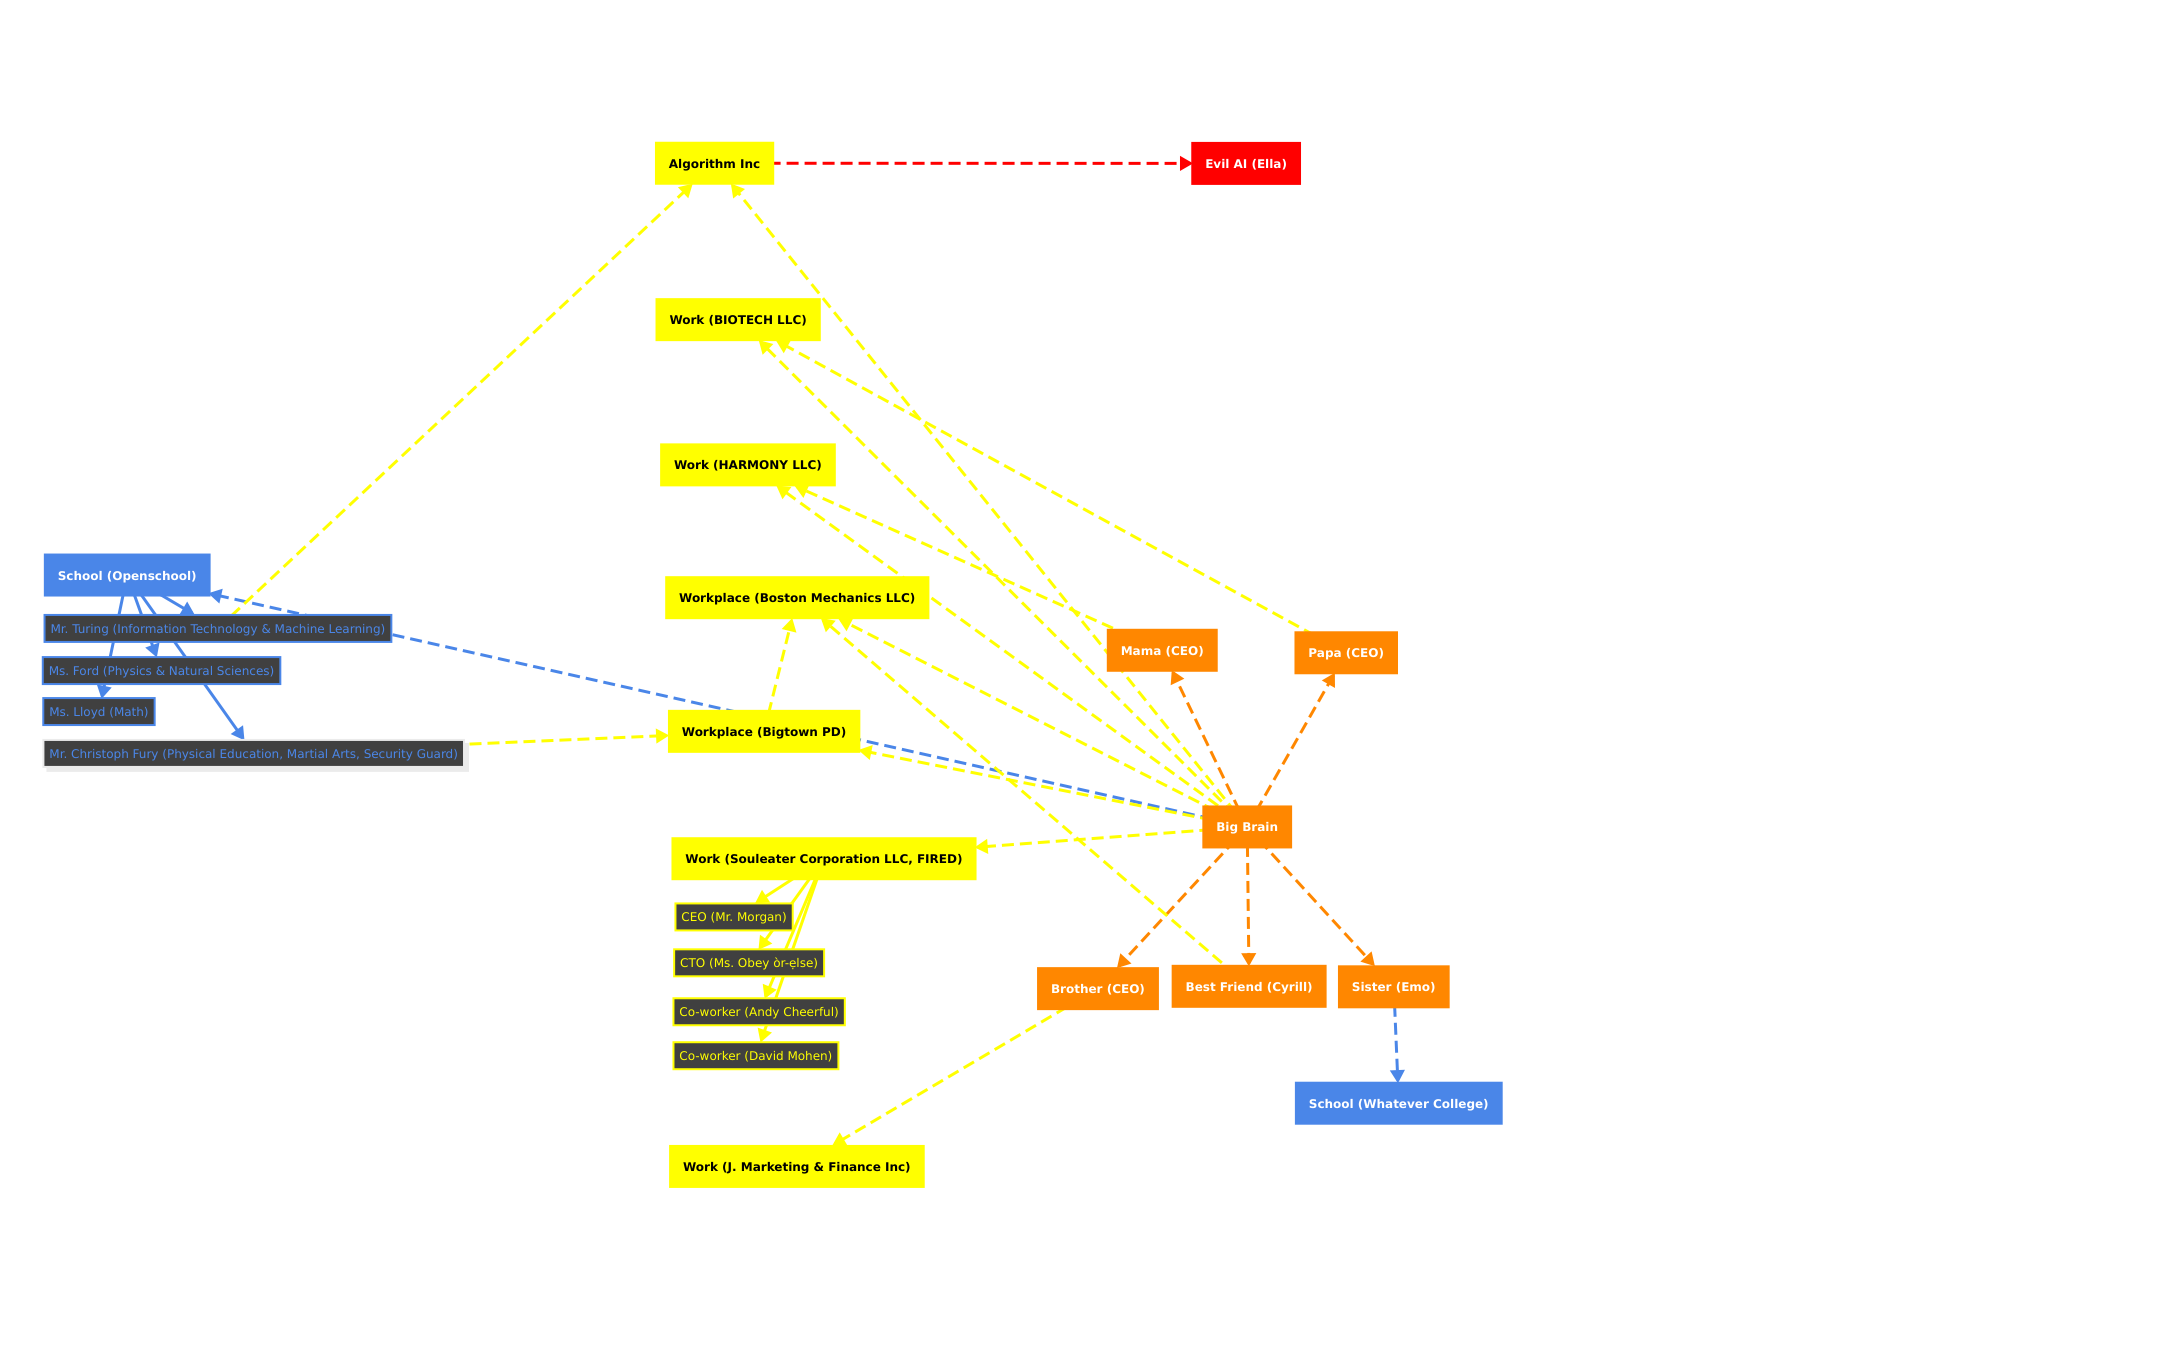 Algorithm Inc
Evil AI (Ella)
Work (BIOTECH LLC)
Work (HARMONY LLC)
School (Openschool)
Workplace (Boston Mechanics LLC)
Mr. Turing (Information Technology & Machine Learning)
Mama (CEO)
Papa (CEO)
Ms. Ford (Physics & Natural Sciences)
Ms. Lloyd (Math)
Workplace (Bigtown PD)
Mr. Christoph Fury (Physical Education, Martial Arts, Security Guard)
Big Brain
Work (Souleater Corporation LLC, FIRED)
CEO (Mr. Morgan)
CTO (Ms. Obey òr-ẹlse)
Brother (CEO)
Best Friend (Cyrill)
Sister (Emo)
Co-worker (Andy Cheerful)
Co-worker (David Mohen)
School (Whatever College)
Work (J. Marketing & Finance Inc)